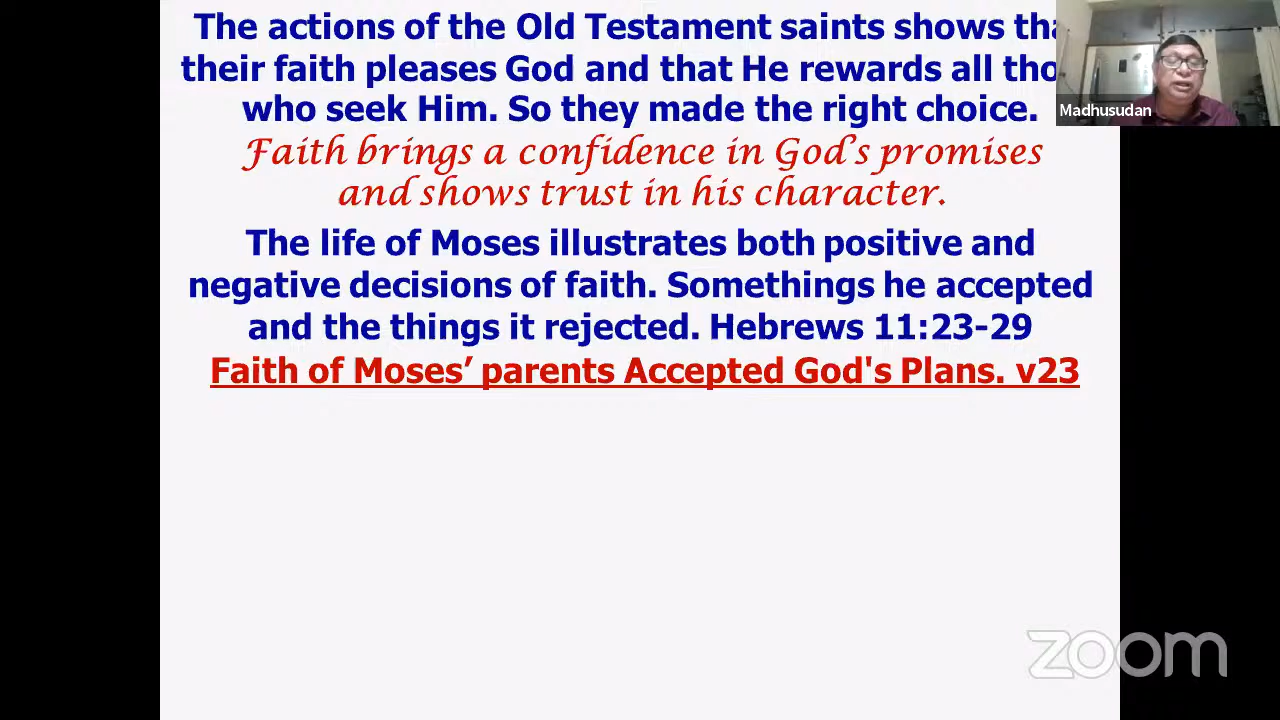 The actions of the Old Testament saints shows tha
their faith pleases God and that He rewards all tho
who seek Him. So they made the right choice.
Faith brings a confidence in God's promises
and shows trust in his character.
The life of Moses illustrates both positive and
negative decisions of faith. Somethings he accepted
and the things it rejected. Hebrews 11:23-29
Faith of Moses’ parents Accepted God's Plans. v23
Madhusudan
zoom